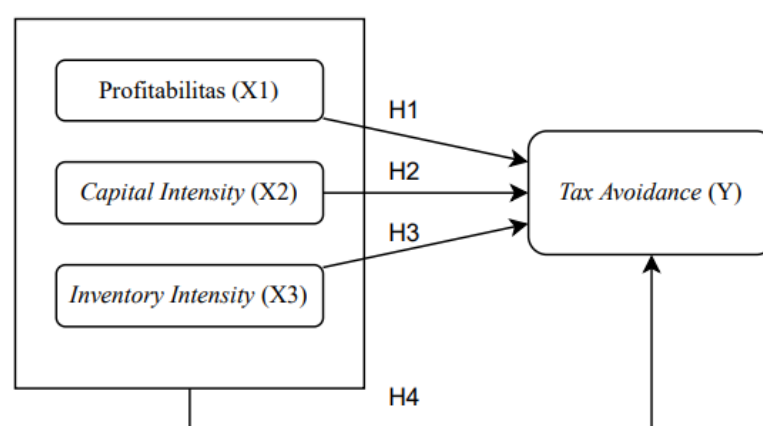 Profitabilitas (X1)
H1
Capital Intensity (X2)
H2
Tax Avoidance (Y)
H3
Inventory Intensity (X3)
H4